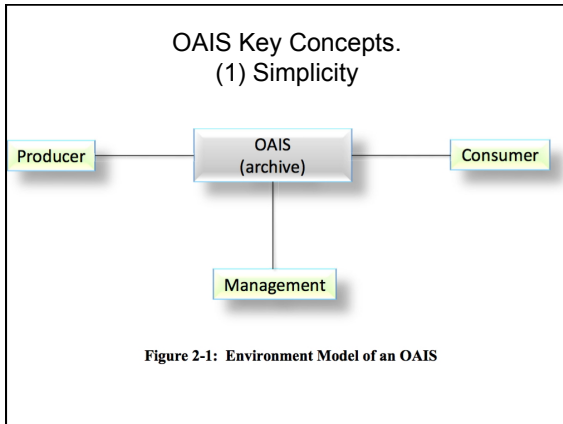 OAIS Key Concepts.
(1) Simplicity
Producer
OAIS
(archive)
Consumer
Management
Figure 2-1: Environment Model of an OAIS